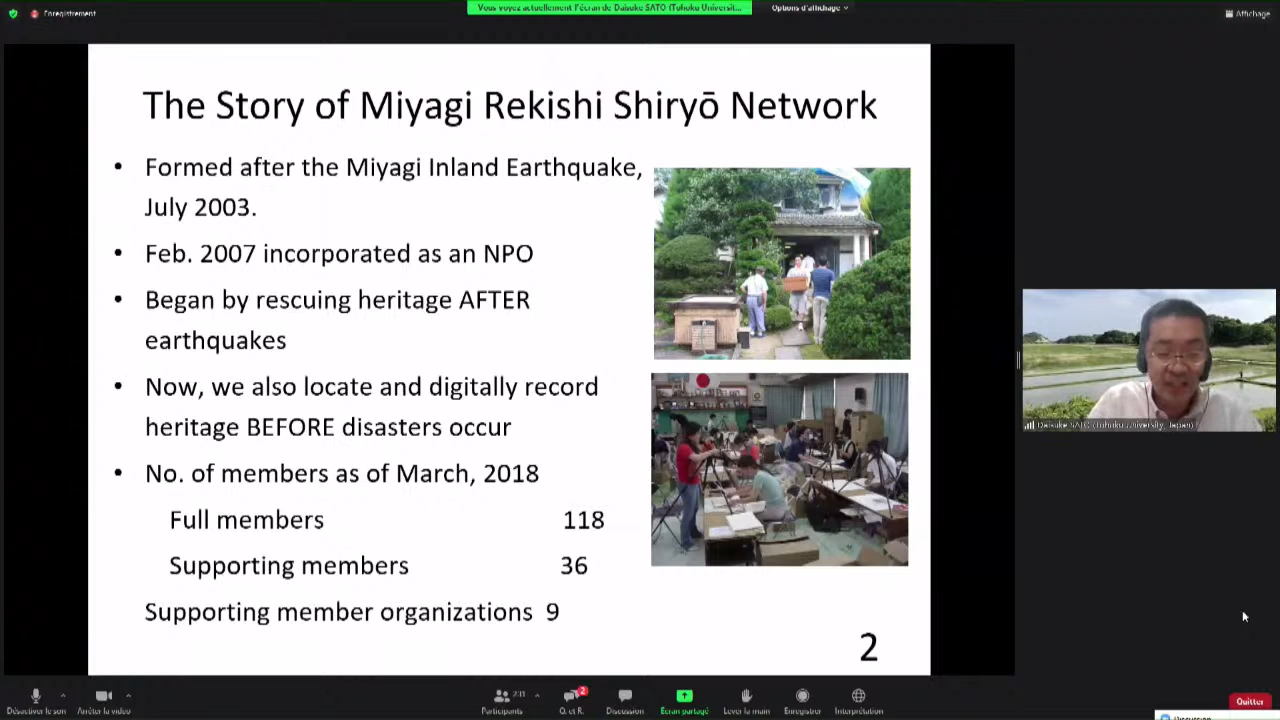 Enregistrement
Vous voyez actuellement l'écran de Daisuke SATO (Tohoku Universit...
Options d'affichage
Affichage
The Story of Miyagi Rekishi Shiryō Network
• Formed after the Miyagi Inland Earthquake,
July 2003.
• Feb. 2007 incorporated as an NPO
• Began by rescuing heritage AFTER
earthquakes
• Now, we also locate and digitally record
heritage BEFORE disasters occur
• No. of members as of March, 2018
Full members 118
Supporting members 36
Supporting member organizations 9
2
Daisuke SATO (Tohoku University, Japan)
Désactiver le son
Arrêter la vidéo
231
Participants
2
Q. et R.
Discussion
Écran partagé
Lever la main
Enregistrer
Interprétation
Quitter
Discussion